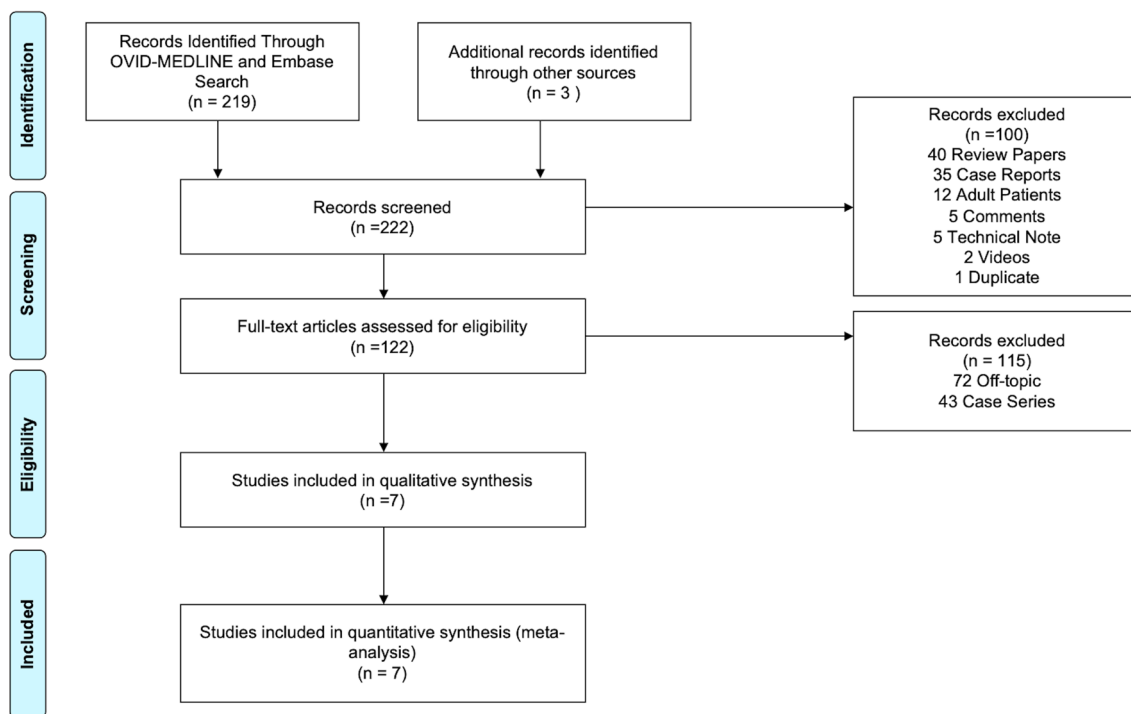 Identification
Records Identified Through
OVID-MEDLINE and Embase
Search
(n = 219)
Additional records identified
through other sources
(n = 3 )
Records excluded
(n =100)
40 Review Papers
35 Case Reports
12 Adult Patients
5 Comments
5 Technical Note
2 Videos
1 Duplicate
Screening
Records screened
(n =222)
Full-text articles assessed for eligibility
(n =122)
Records excluded
(n = 115)
72 Off-topic
43 Case Series
Eligibility
Studies included in qualitative synthesis
(n =7)
Included
Studies included in quantitative synthesis (meta-
analysis)
(n = 7)